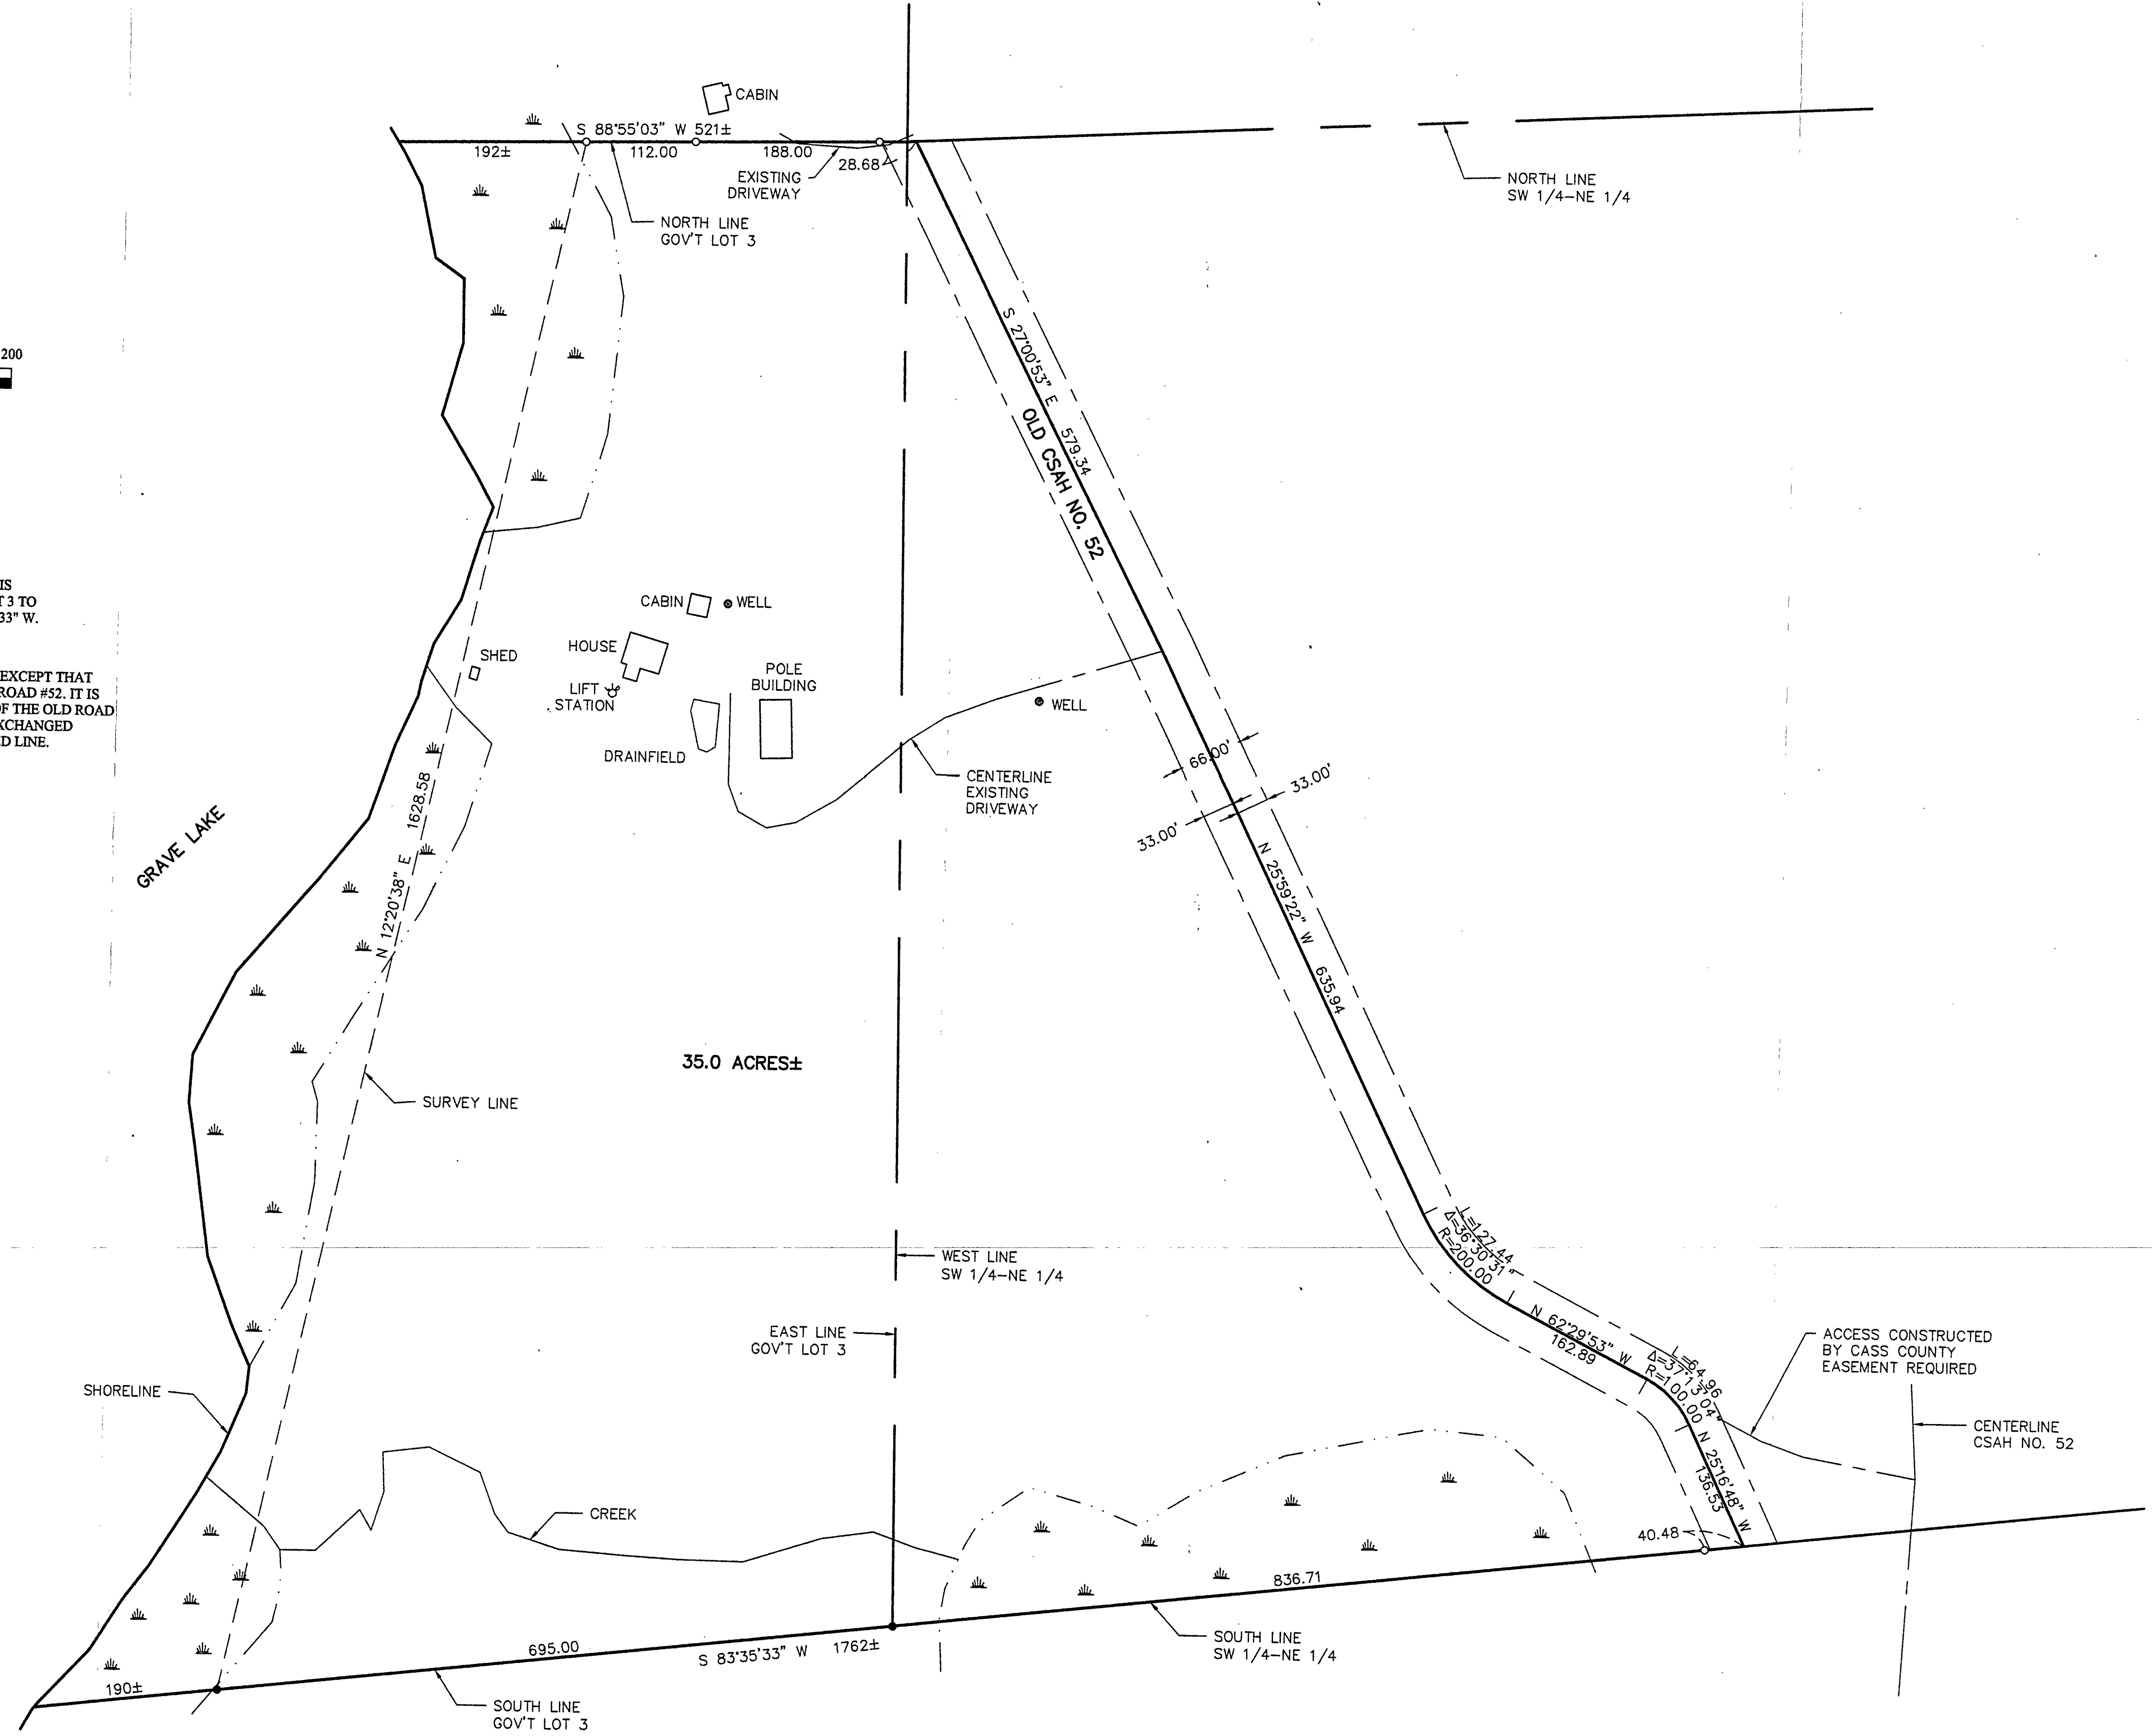 CABIN
S 88°55'03" W 521±
192±
112.00
188.00
28.68
EXISTING
DRIVEWAY
NORTH LINE
GOV'T LOT 3
NORTH LINE
SW 1/4-NE 1/4
200
S 27°00'53" E 579.34
OLD CSAH NO. 52
IS
T 3 TO
33" W.
EXCEPT THAT
ROAD #52. IT IS
OF THE OLD ROAD
XCHANGED
D LINE.
CABIN
WELL
HOUSE
SHED
LIFT
STATION
POLE
BUILDING
DRAINFIELD
WELL
CENTERLINE
EXISTING
DRIVEWAY
66.00'
33.00'
33.00'
GRAVE LAKE
N 12°20'38" E 1628.58
N 25°59'22" W 635.94
35.0 ACRES±
SURVEY LINE
WEST LINE
SW 1/4-NE 1/4
EAST LINE
GOV'T LOT 3
L=127.44
Δ=36°30'31"
R=200.00
N 62°29'53" W
162.89
L=64.96
Δ=37°13'04"
R=100.00
N 25°16'48" W
136.53
ACCESS CONSTRUCTED
BY CASS COUNTY
EASEMENT REQUIRED
CENTERLINE
CSAH NO. 52
SHORELINE
CREEK
40.48
836.71
SOUTH LINE
SW 1/4-NE 1/4
695.00
S 83°35'33" W 1762±
190±
SOUTH LINE
GOV'T LOT 3